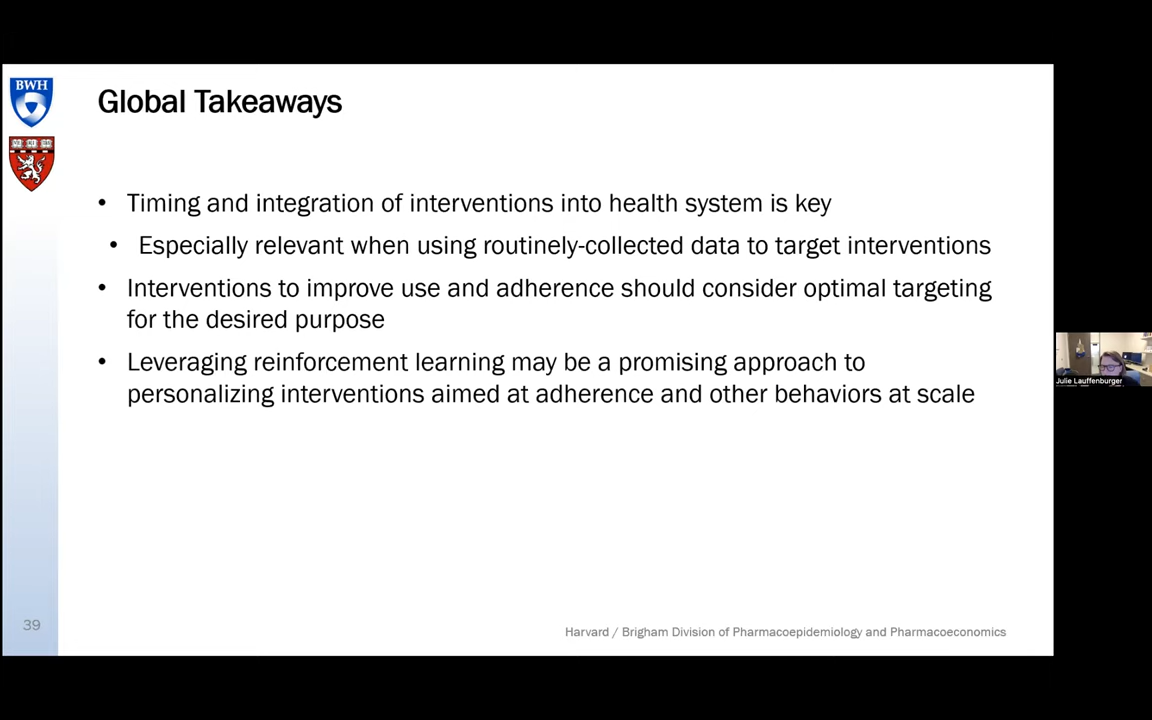 BWH
Global Takeaways
• Timing and integration of interventions into health system is key
• Especially relevant when using routinely-collected data to target interventions
• Interventions to improve use and adherence should consider optimal targeting
for the desired purpose
• Leveraging reinforcement learning may be a promising approach to
personalizing interventions aimed at adherence and other behaviors at scale
Julie Lauffenburger
39
Harvard / Brigham Division of Pharmacoepidemiology and Pharmacoeconomics